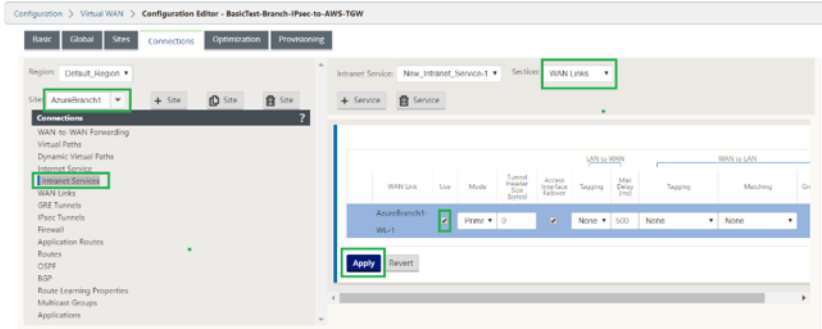 Configuration > Virtual WAN > Configuration Editor - BasicTest-Branch-IPsec-to-AWS-TGW
Basic Global Sites Connections Optimization Provisioning
Region: Default_Region
Site: AzureBranch1 + Site Site Site
Connections ?
WAN-to-WAN Forwarding
Virtual Paths
Dynamic Virtual Paths
Internet Service
Intranet Services
WAN Links
GRE Tunnels
IPsec Tunnels
Firewall
Application Routes
Routes
OSPF
BGP
Route Learning Properties
Multicast Groups
Applications
Intranet Service: New_Intranet_Service-1 Section: WAN Links
+ Service Service
LAN to WAN WAN to LAN
WAN Link Use Mode Tunnel Header Size (bytes) Access Interface Failover Tagging Max Delay (ms) Tagging Matching Gr
AzureBranch1-WL-1 Prima 0 None 500 None None
Apply Revert